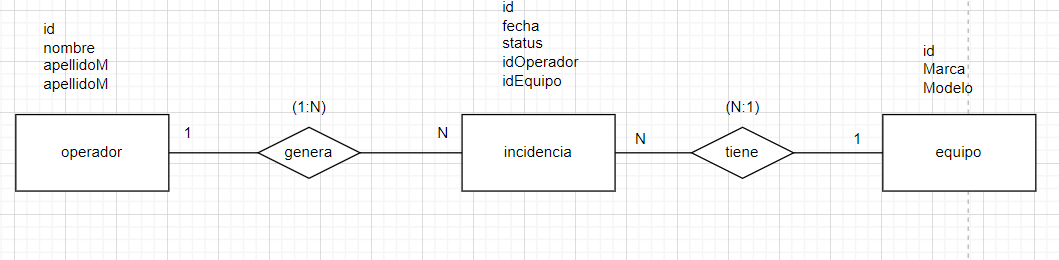 id
nombre
apellidoM
apellidoM
operador
1
(1:N)
genera
N
id
fecha
status
idOperador
idEquipo
incidencia
N
(N:1)
tiene
1
id
Marca
Modelo
equipo